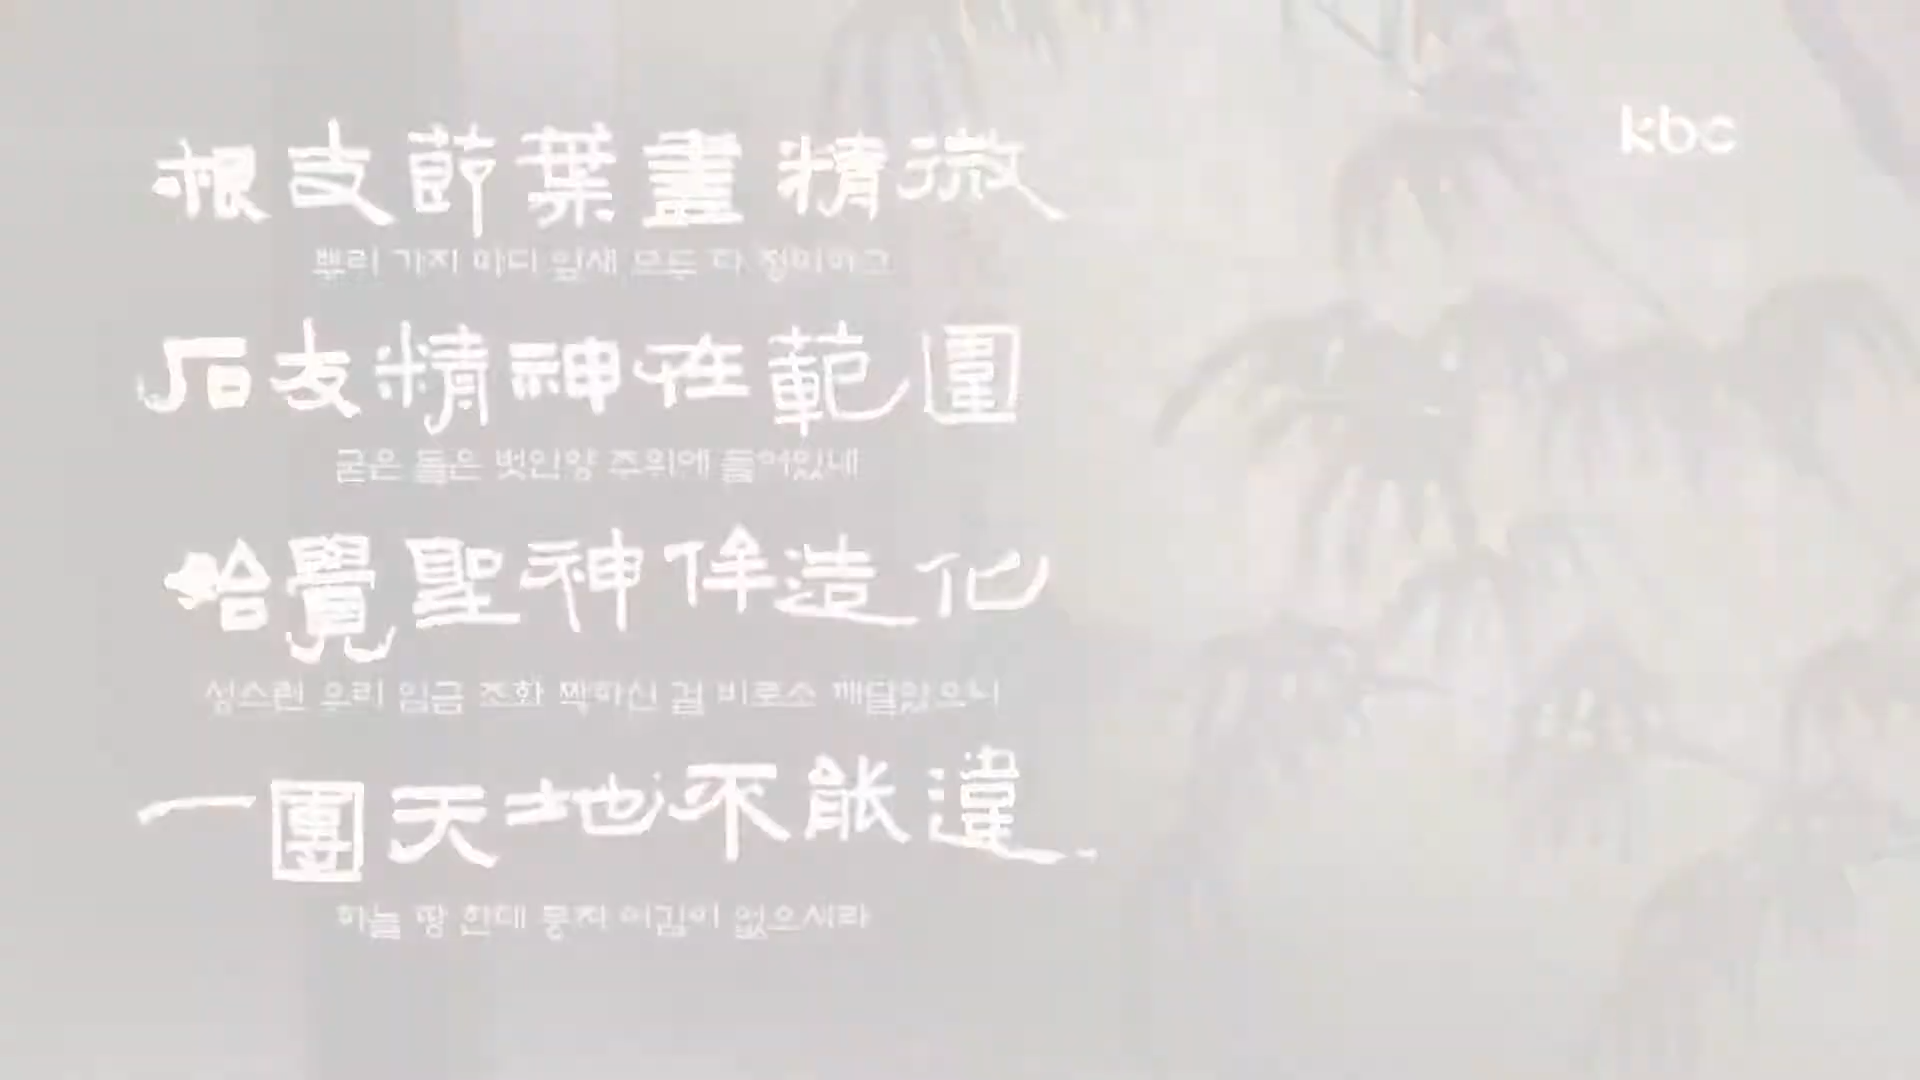 kbc
根支節葉盡精微
뿌리 가지 마디 잎새 모두 다 정미하고
石友精神在範圍
굳은 돌은 벗인양 주위에 들어있네
始覺聖神侔造化
성스런 우리 임금 조화 짝하신 걸 비로소 깨달았으니
一團天地不能違
하늘 땅 한데 뭉쳐 어김이 없으셔라